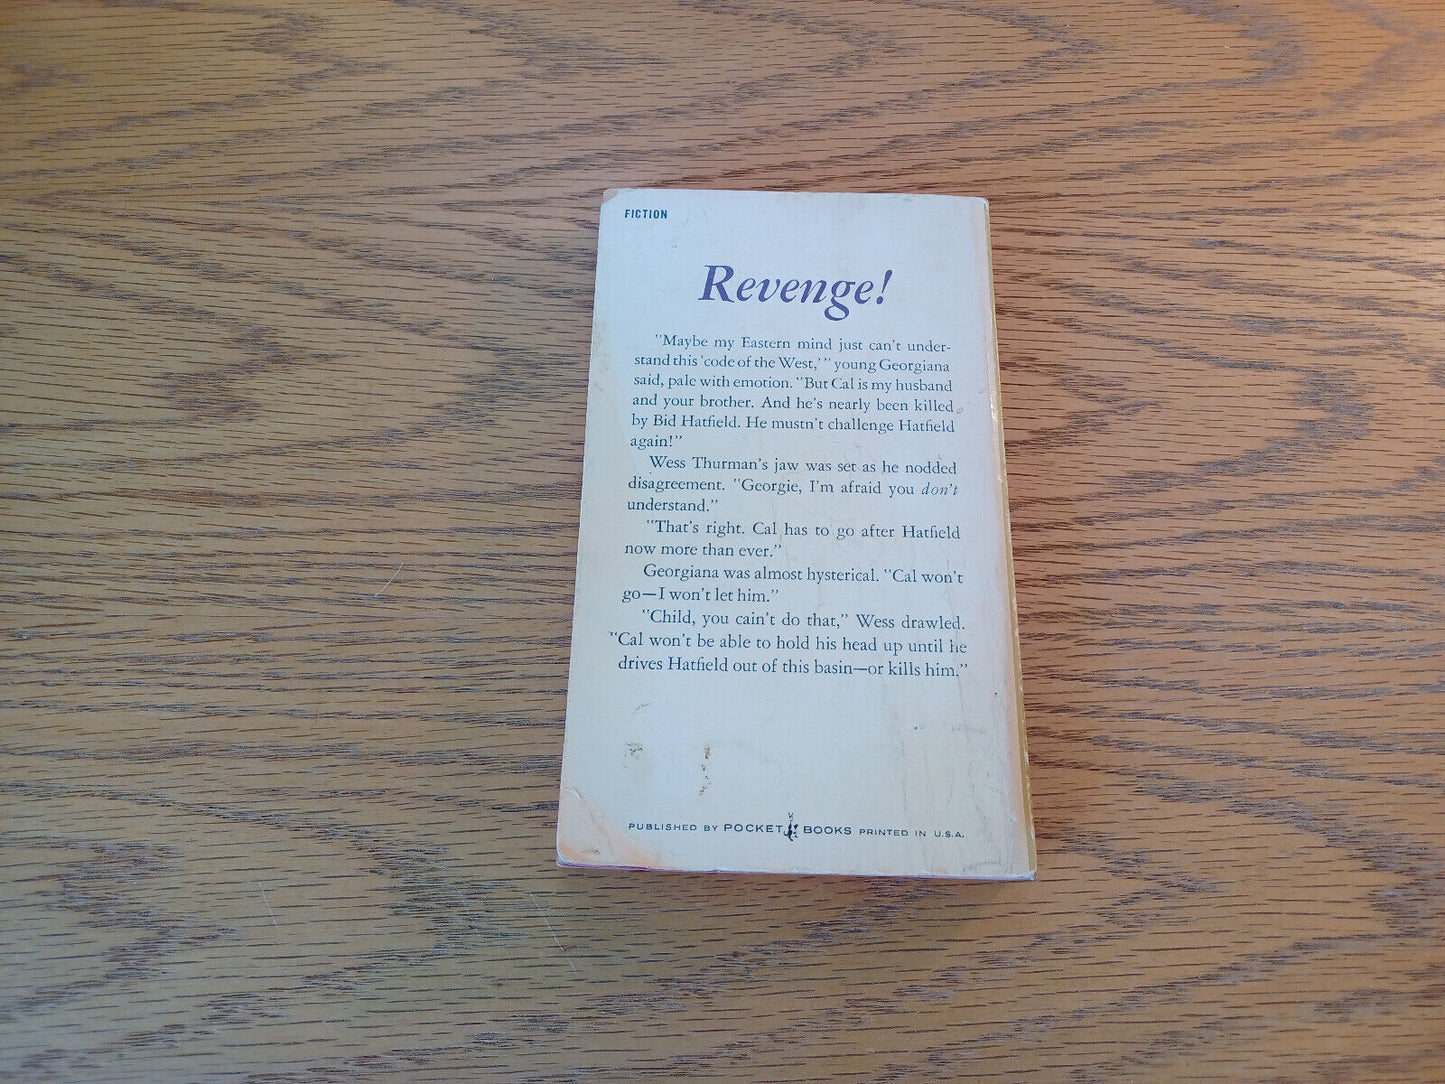 FICTION
Revenge!
"Maybe my Eastern mind just can't under-
stand this 'code of the West,'" young Georgiana
said, pale with emotion. "But Cal is my husband
and your brother. And he's nearly been killed
by Bid Hatfield. He mustn't challenge Hatfield
again!"
Wess Thurman's jaw was set as he nodded
disagreement. "Georgie, I'm afraid you don't
understand."
"That's right. Cal has to go after Hatfield
now more than ever."
Georgiana was almost hysterical. "Cal won't
go—I won't let him."
"Child, you cain't do that," Wess drawled.
"Cal won't be able to hold his head up until he
drives Hatfield out of this basin—or kills him."
PUBLISHED BY POCKET BOOKS PRINTED IN U.S.A.